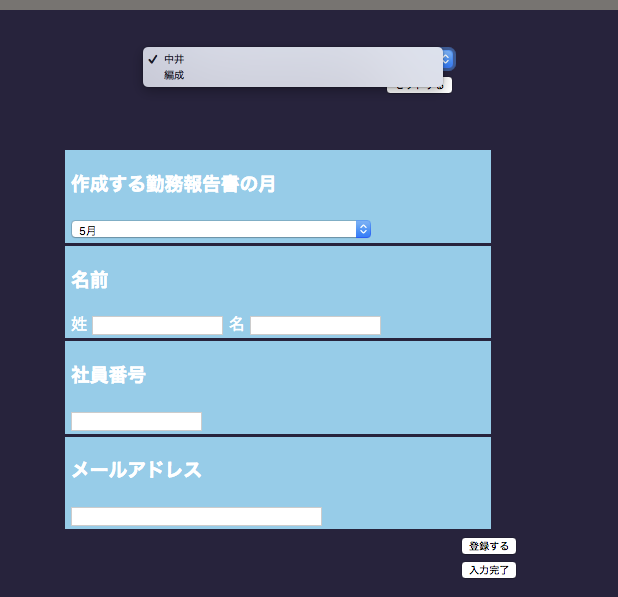 中井
編成
作成する勤務報告書の月
5月
名前
姓 名
社員番号
メールアドレス
登録する
入力完了